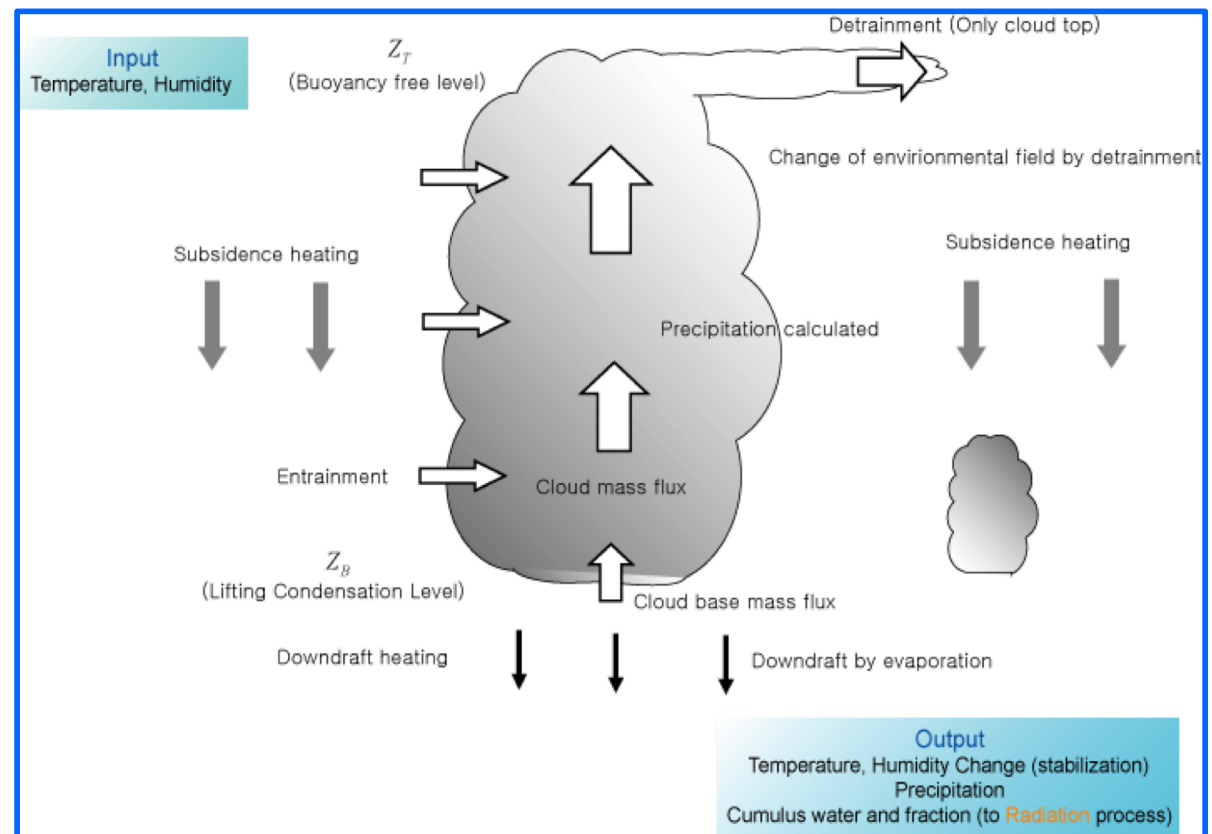 Input
Temperature, Humidity
Z_T
(Buoyancy free level)
Detrainment (Only cloud top)
Change of envirionmental field by detrainment
Subsidence heating
Subsidence heating
Precipitation calculated
Entrainment
Cloud mass flux
Z_B
(Lifting Condensation Level)
Cloud base mass flux
Downdraft heating
Downdraft by evaporation
Output
Temperature, Humidity Change (stabilization)
Precipitation
Cumulus water and fraction (to Radiation process)